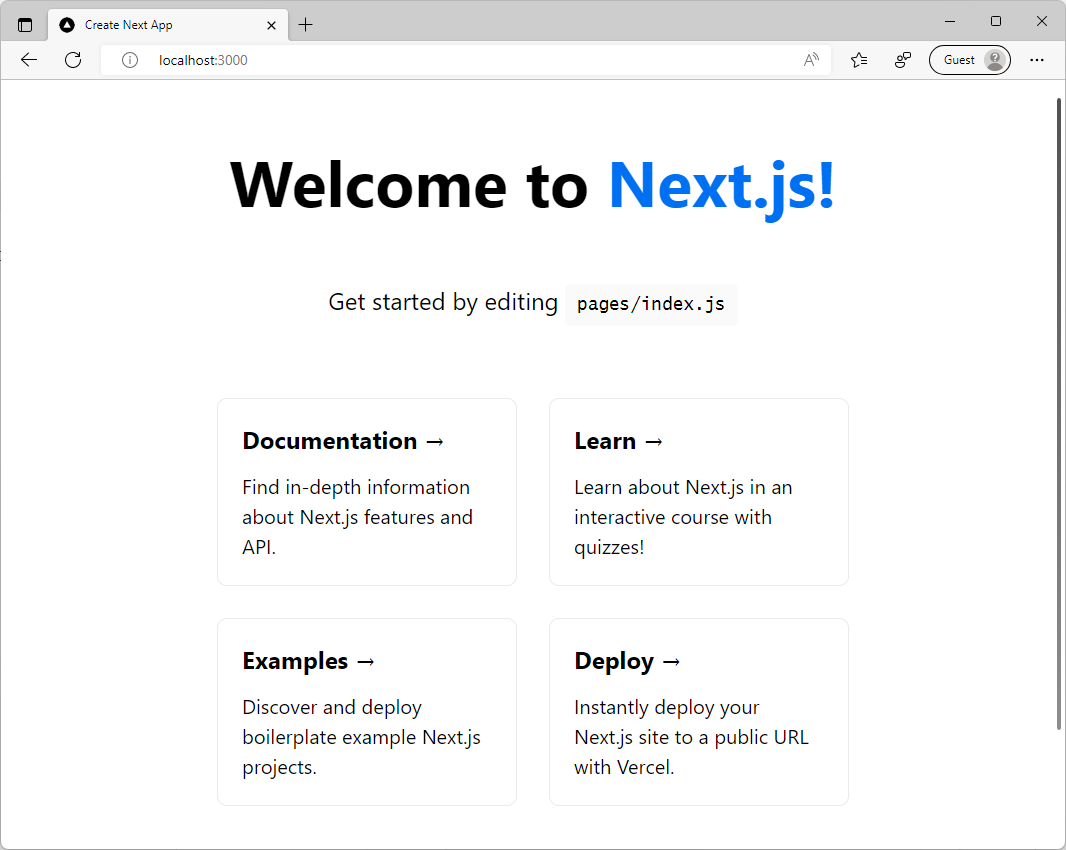 Create Next App
localhost:3000
Guest
Welcome to Next.js!
Get started by editing pages/index.js
Documentation →
Find in-depth information
about Next.js features and
API.
Learn →
Learn about Next.js in an
interactive course with
quizzes!
Examples →
Discover and deploy
boilerplate example Next.js
projects.
Deploy →
Instantly deploy your
Next.js site to a public URL
with Vercel.